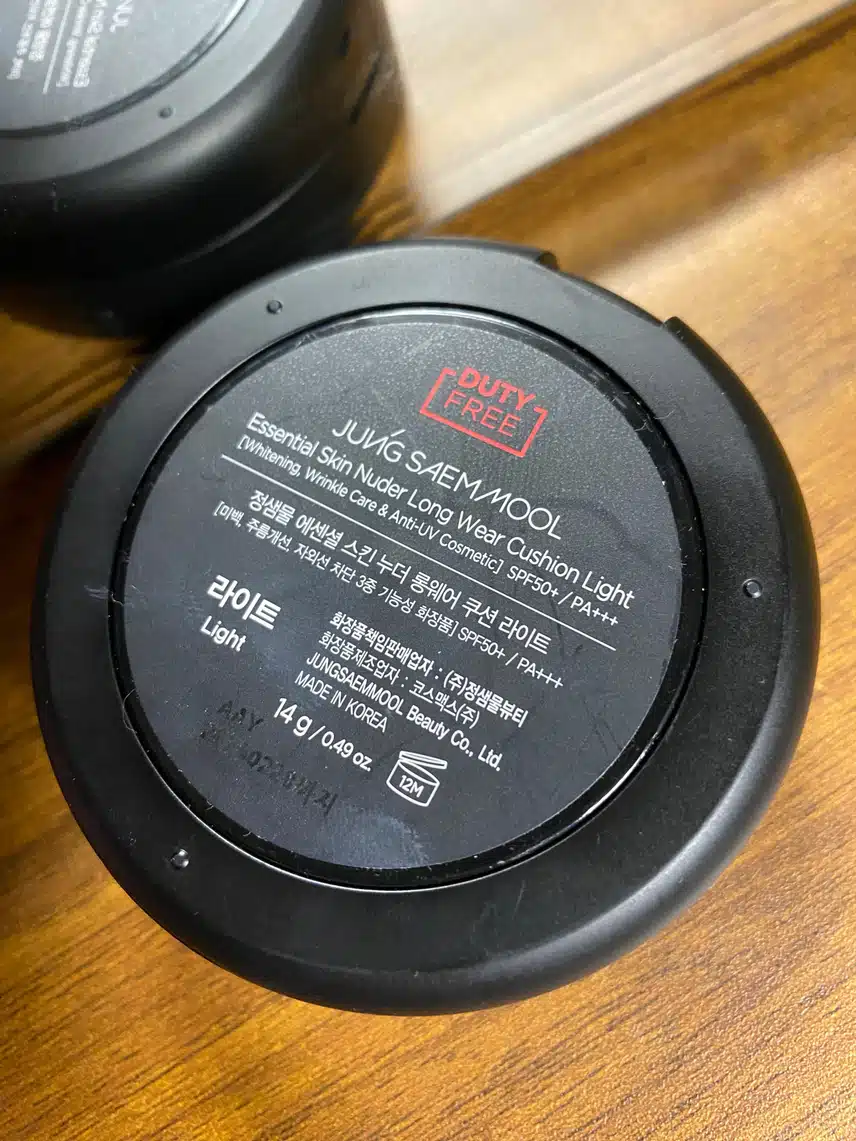 DUTY
FREE
JUNG SAEM MOOL
Essential Skin Nuder Long Wear Cushion Light
[Whitening, Wrinkle Care & Anti-UV Cosmetic] SPF50+ / PA+++
정샘물 에센셜 스킨 누더 롱웨어 쿠션 라이트
[미백, 주름개선, 자외선 차단 3중 기능성 화장품] SPF50+ / PA+++
라이트
Light
화장품책임판매업자 : (주)정샘물뷰티
화장품제조업자 : 코스맥스(주)
JUNGSAEMMOOL Beauty Co., Ltd.
MADE IN KOREA
14 g / 0.49 oz.
12M